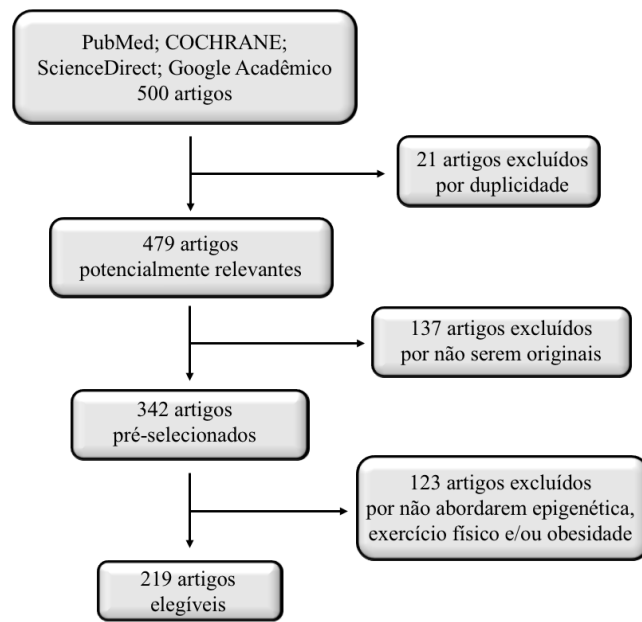 PubMed; COCHRANE;
ScienceDirect; Google Acadêmico
500 artigos
21 artigos excluídos
por duplicidade
479 artigos
potencialmente relevantes
137 artigos excluídos
por não serem originais
342 artigos
pré-selecionados
123 artigos excluídos
por não abordarem epigenética,
exercício físico e/ou obesidade
219 artigos
elegíveis